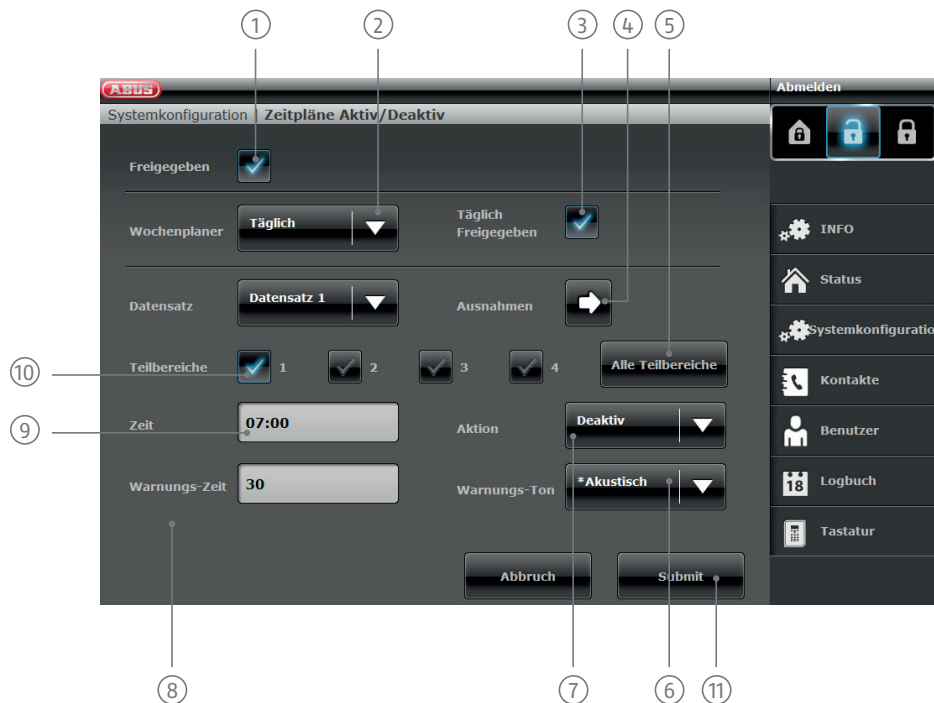 1 2 3 4 5
ABUS
Abmelden
Systemkonfiguration | Zeitpläne Aktiv/Deaktiv
Freigegeben
Wochenplaner Täglich Täglich Freigegeben
Datensatz Datensatz 1 Ausnahmen
Teilbereiche 1 2 3 4 Alle Teilbereiche
Zeit 07:00 Aktion Deaktiv
Warnungs-Zeit 30 Warnungs-Ton *Akustisch
Abbruch Submit
INFO
Status
Systemkonfiguratio
Kontakte
Benutzer
18 Logbuch
Tastatur
10
9
8 7 6 11